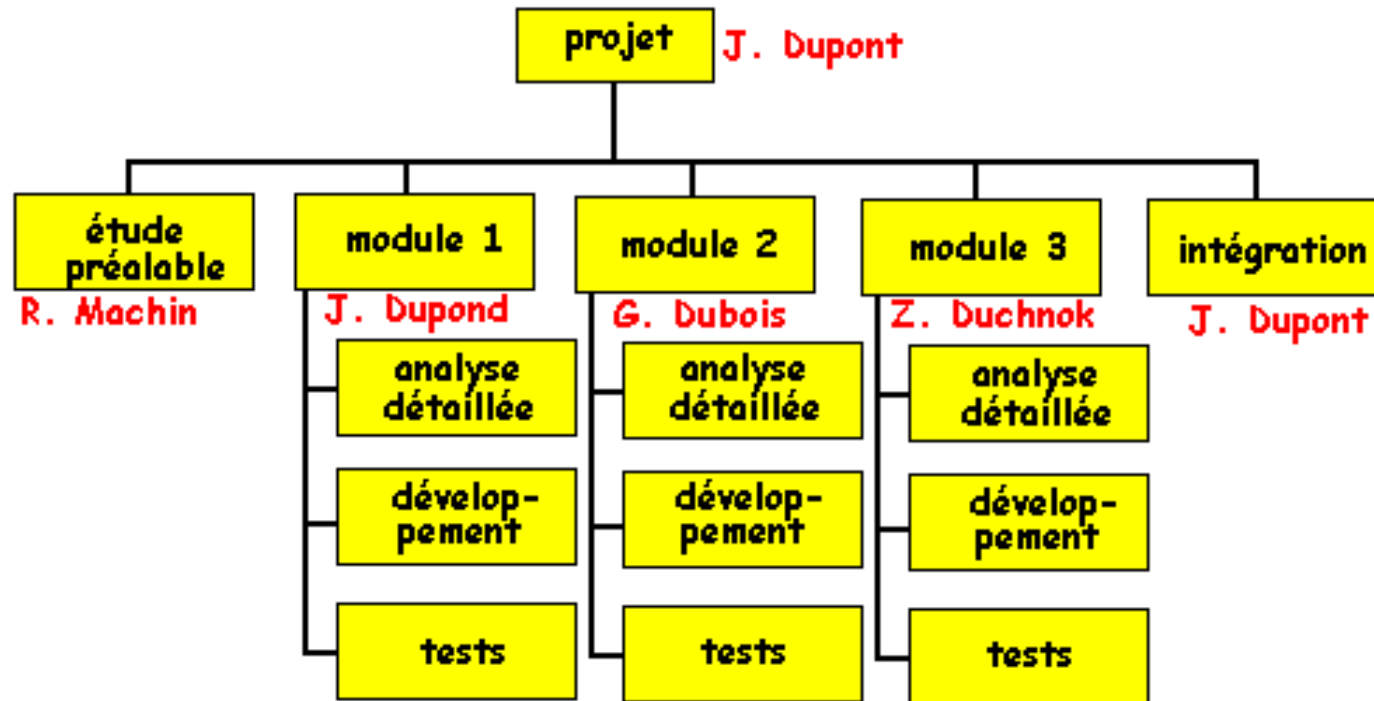 projet
J. Dupont
étude
préalable
R. Machin
module 1
J. Dupond
module 2
G. Dubois
module 3
Z. Duchnok
intégration
J. Dupont
analyse
détaillée
dévelop-
pement
tests
analyse
détaillée
dévelop-
pement
tests
analyse
détaillée
dévelop-
pement
tests